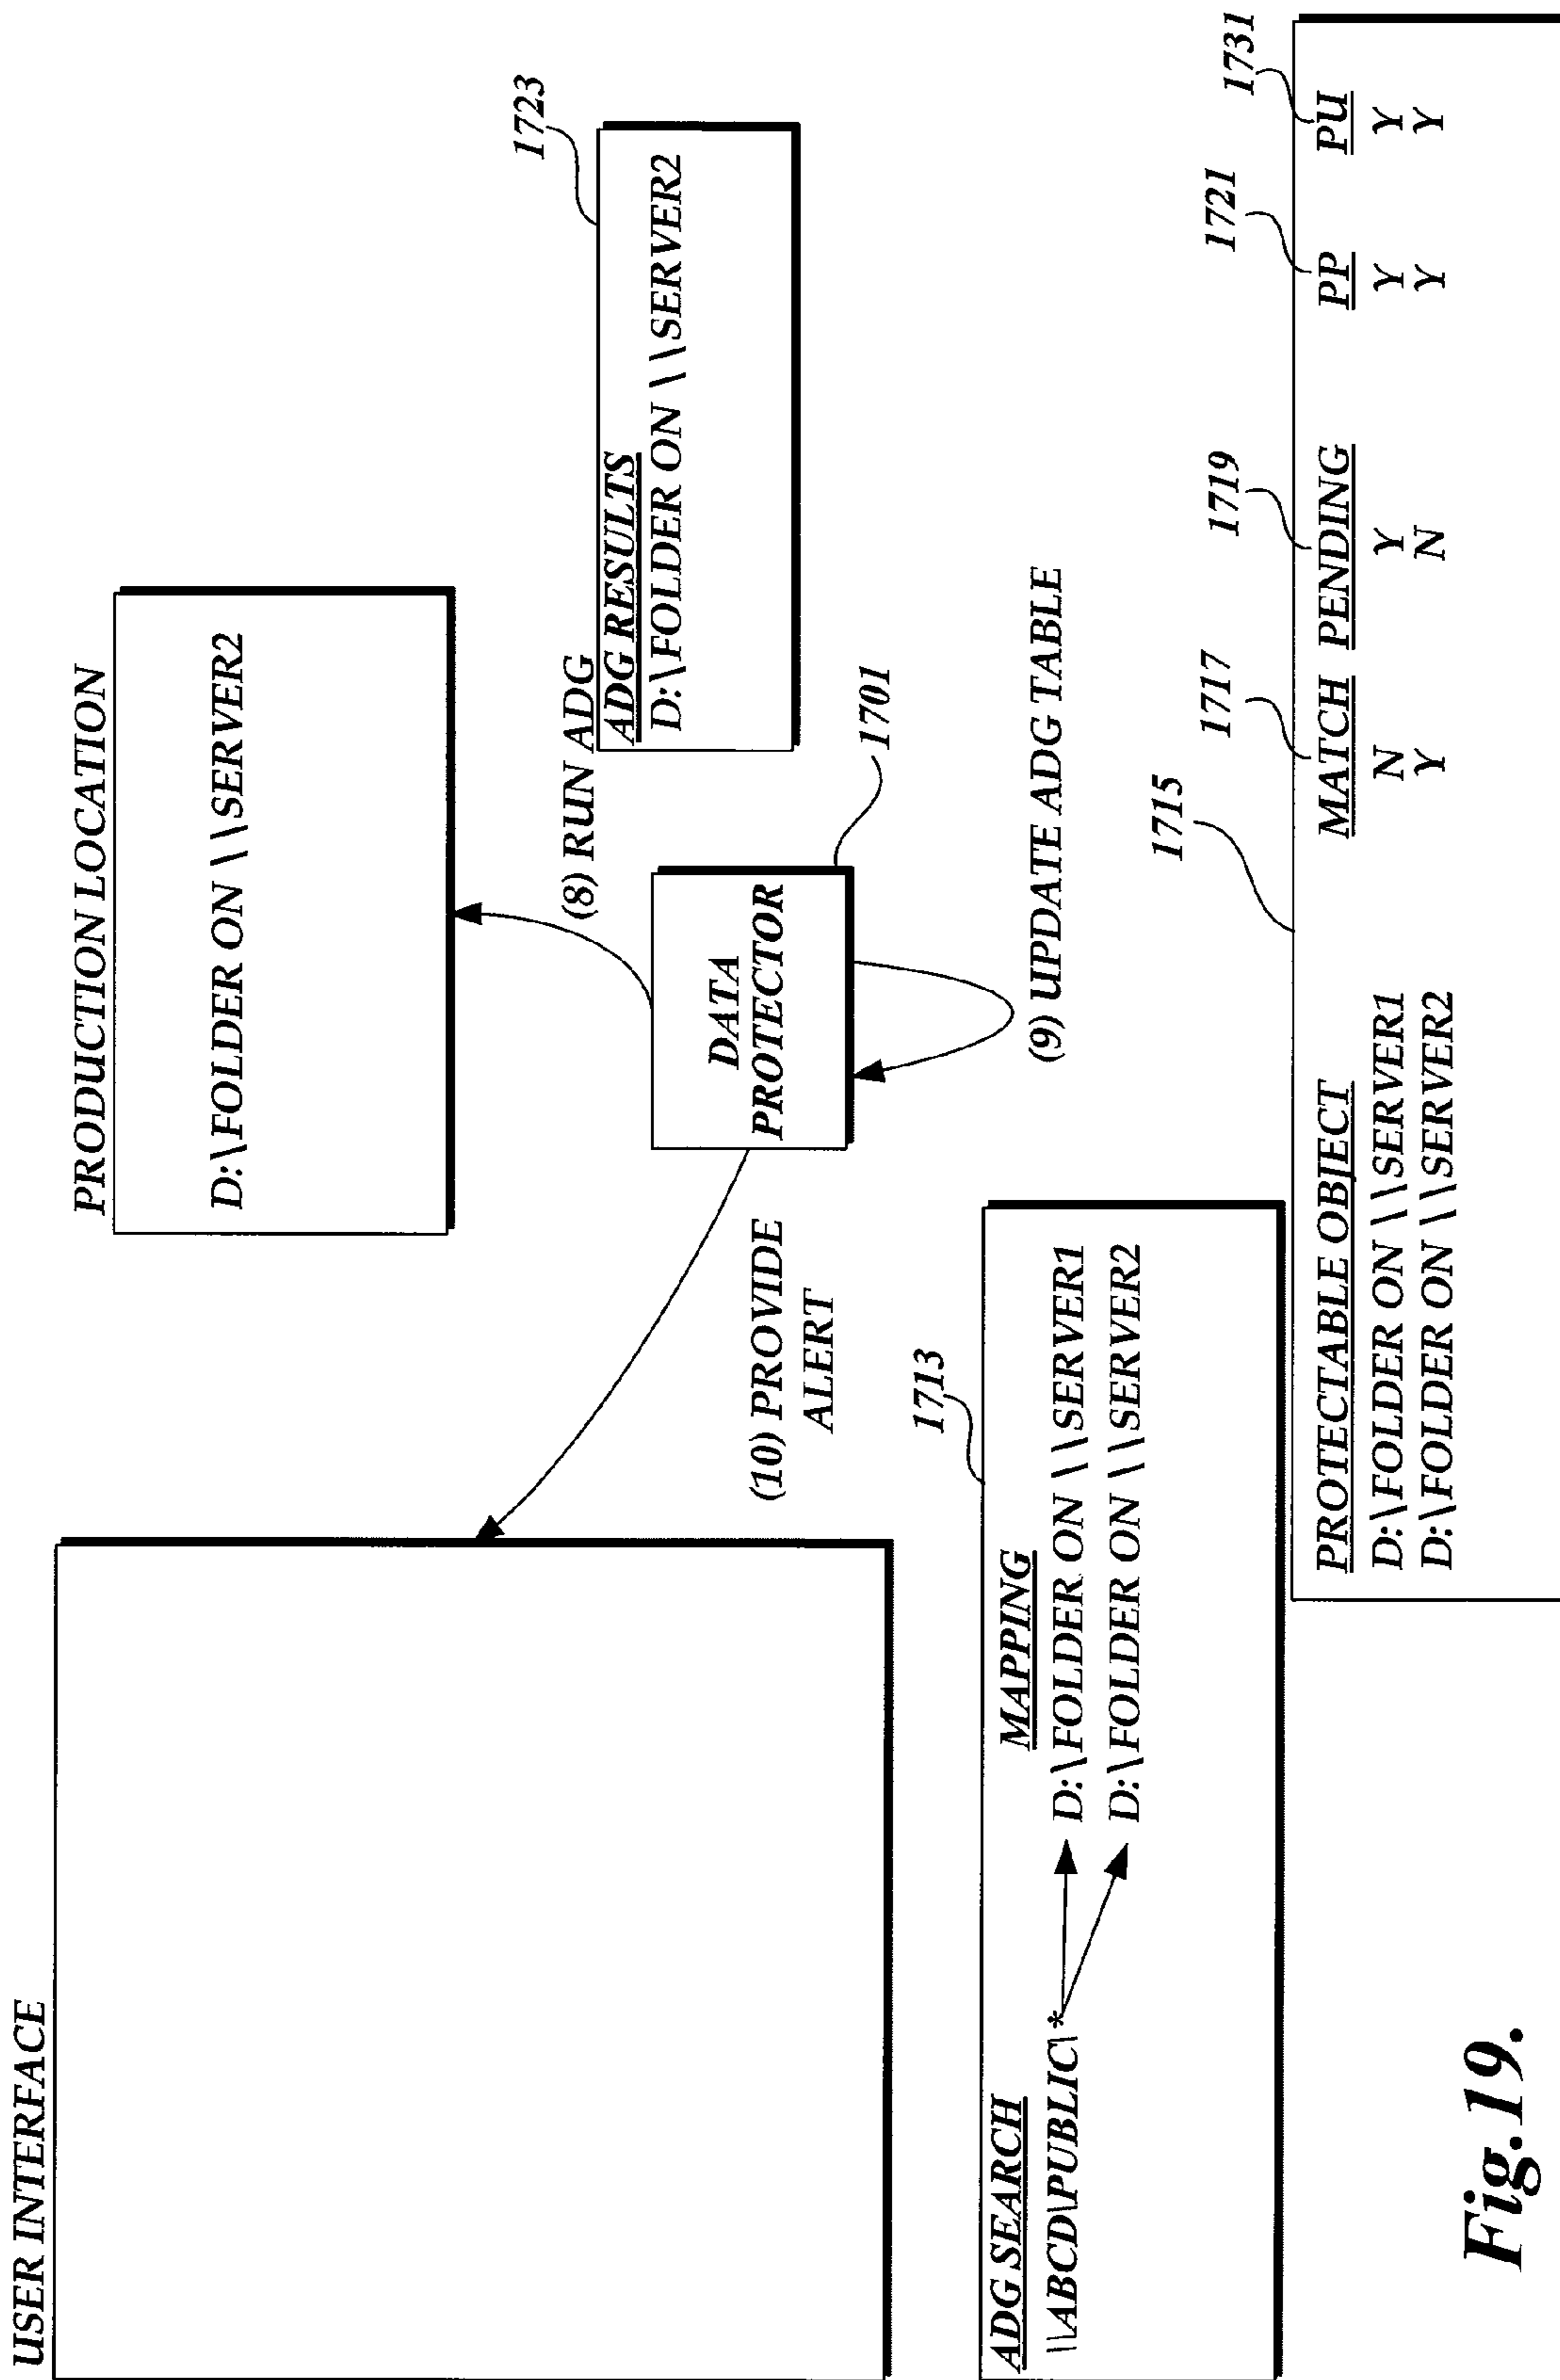 USER INTERFACE
PRODUCTION LOCATION
D:\FOLDER ON \\SERVER2
(8) RUN ADG
1723
ADG RESULTS
D:\FOLDER ON \\SERVER2
DATA
PROTECTOR
1701
(9) UPDATE ADG TABLE
(10) PROVIDE
ALERT
1713
ADG SEARCH MAPPING
\\ABCD\PUBLIC\* D:\FOLDER ON \\SERVER1
D:\FOLDER ON \\SERVER2
1715 1717 1719 1721 1731
PROTECTABLE OBJECT MATCH PENDING PP PU
D:\FOLDER ON \\SERVER1 N Y Y Y
D:\FOLDER ON \\SERVER2 Y N Y Y
Fig.19.